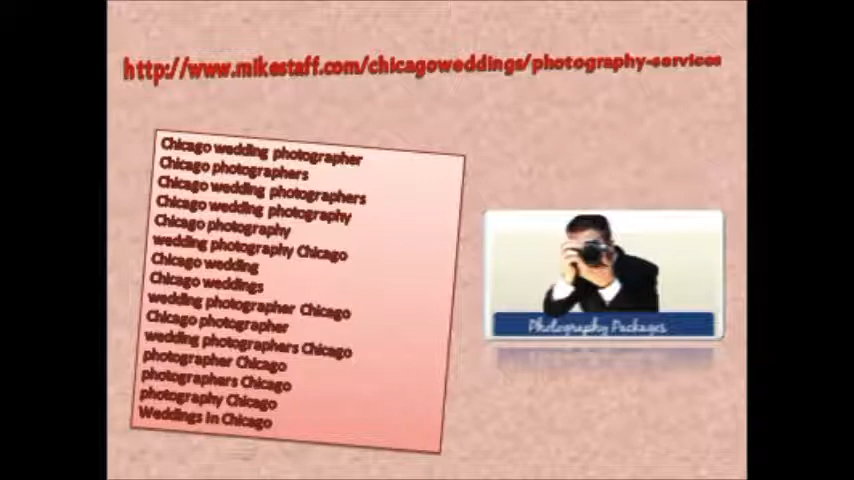 http://www.mikestaff.com/chicagoweddings/photography-services
Chicago wedding photographer
Chicago photographers
Chicago wedding photographers
Chicago wedding photography
Chicago photography
wedding photography Chicago
Chicago wedding
Chicago weddings
wedding photographer Chicago
Chicago photographer
wedding photographers Chicago
photographer Chicago
photographers Chicago
photography Chicago
Weddings In Chicago
Photography Packages